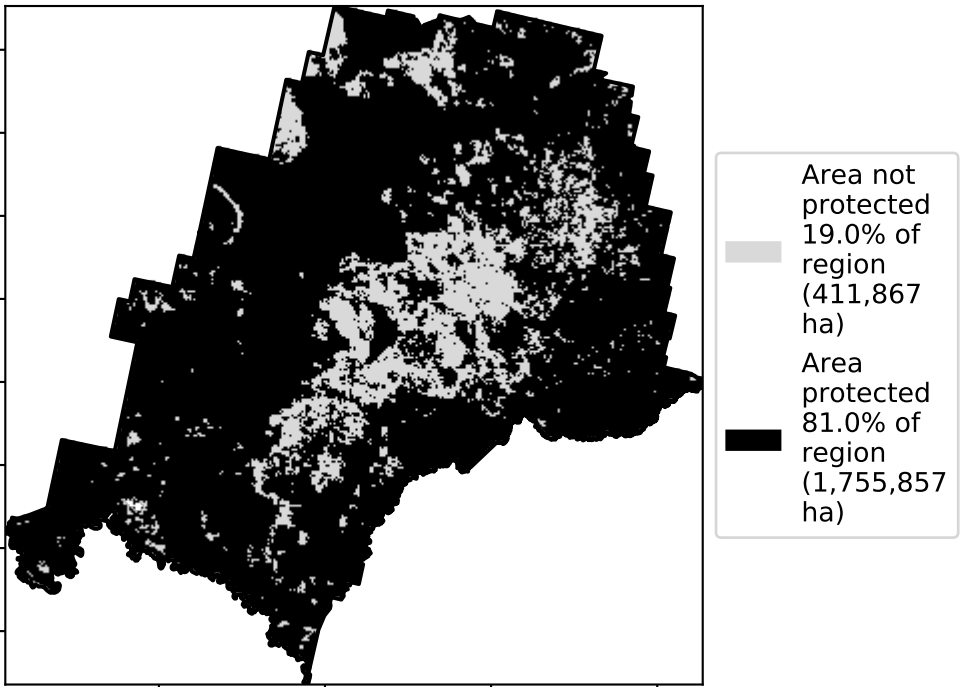 Area not
protected
19.0% of
region
(411,867
ha)
Area
protected
81.0% of
region
(1,755,857
ha)